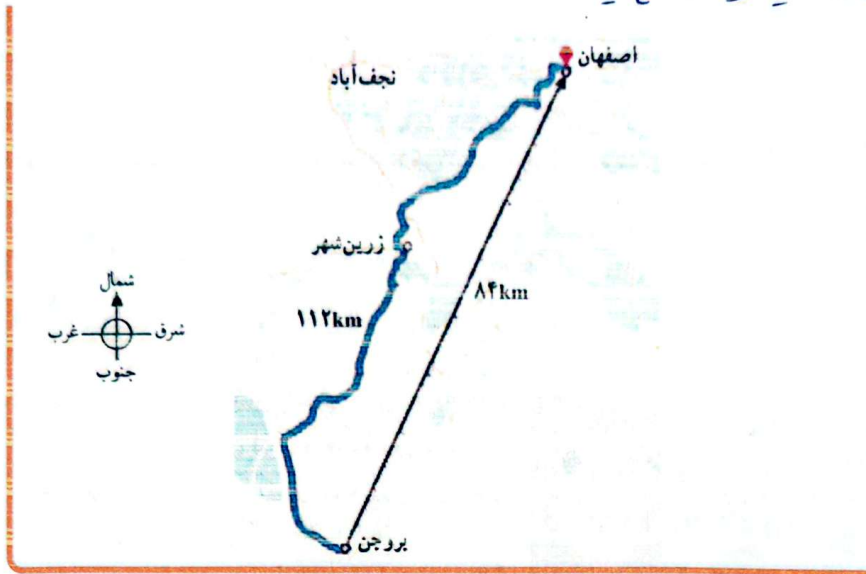 اصفهان
نجف‌آباد
زرین‌شهر
۸۴km
۱۱۲km
شمال
غرب
شرق
جنوب
بروجن